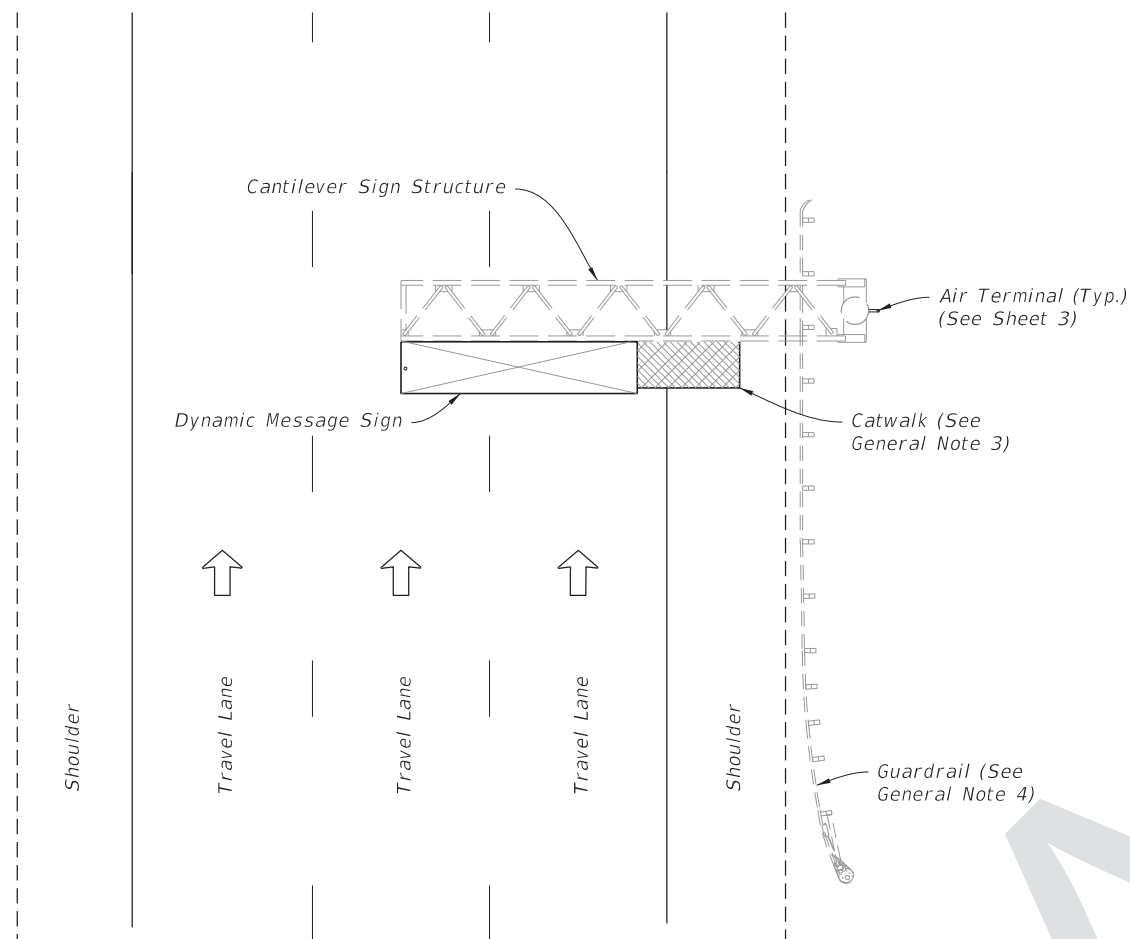 Cantilever Sign Structure
Air Terminal (Typ.)
(See Sheet 3)
Dynamic Message Sign
Catwalk (See
General Note 3)
Shoulder
Travel Lane
Travel Lane
Travel Lane
Shoulder
Guardrail (See
General Note 4)